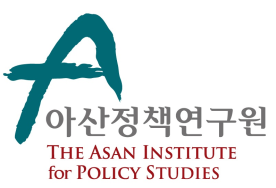 아산정책연구원
THE ASAN INSTITUTE
for POLICY STUDIES